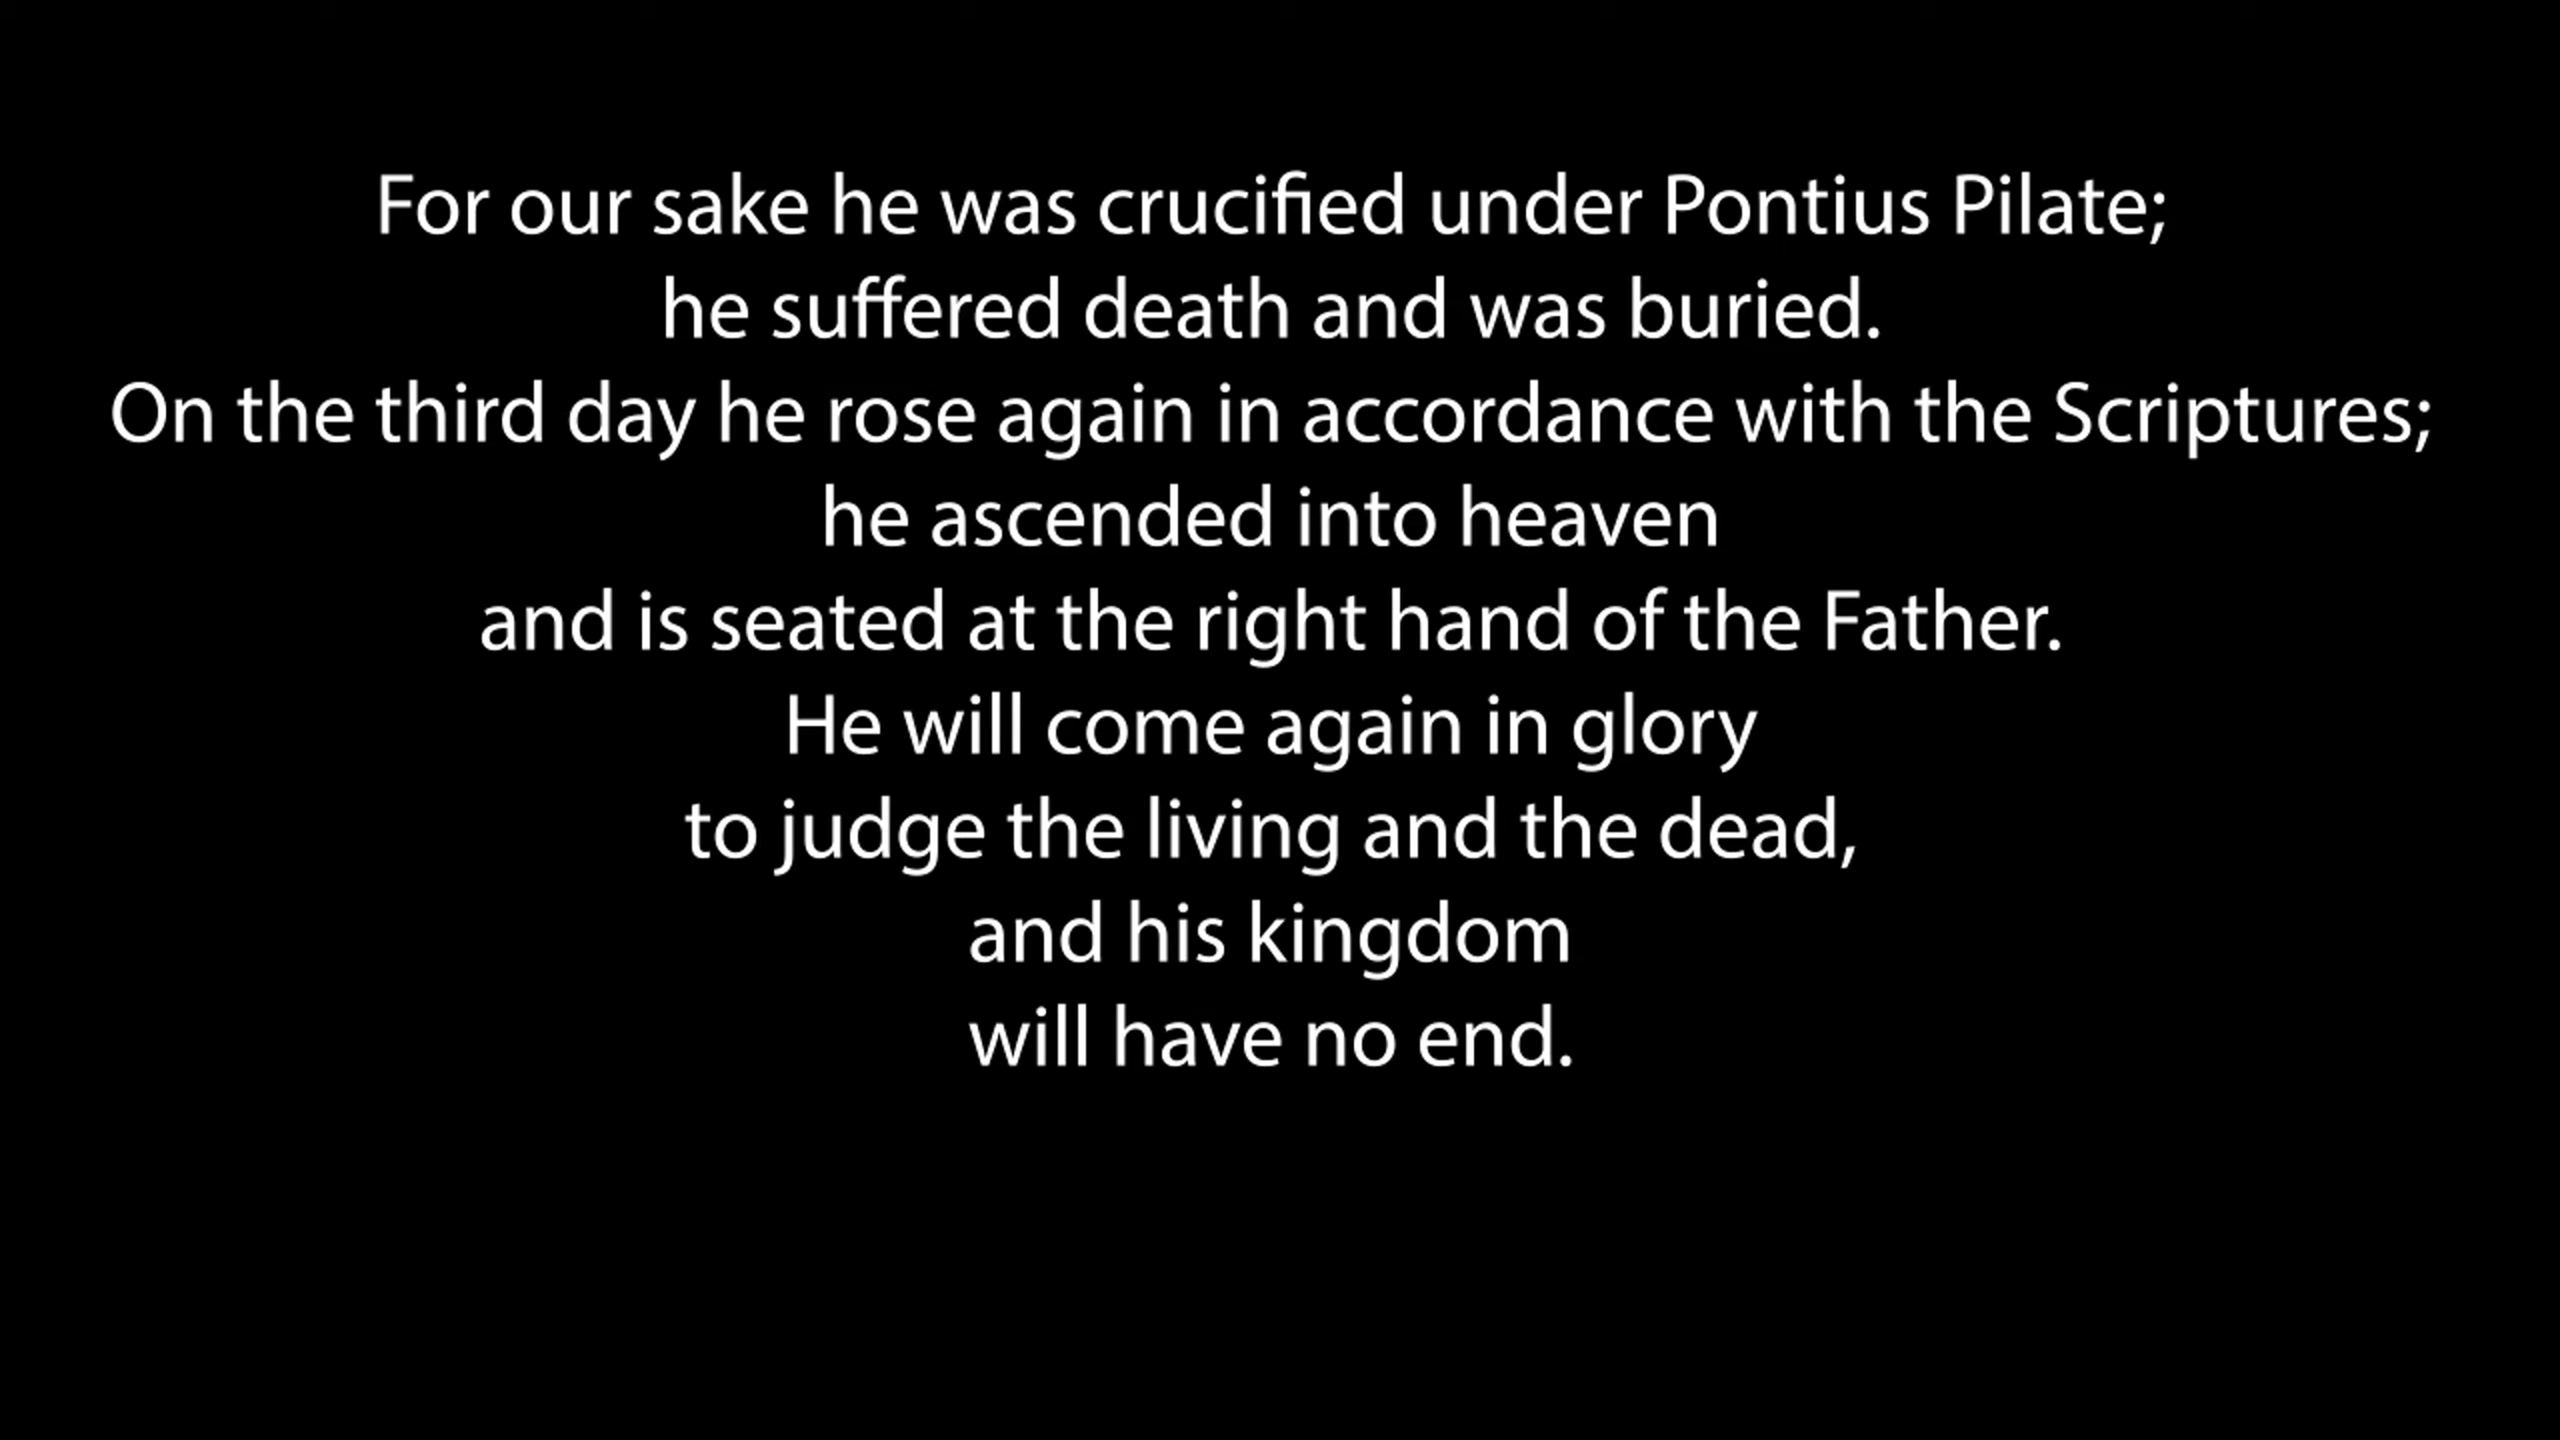 For our sake he was crucified under Pontius Pilate;
he suffered death and was buried.
On the third day he rose again in accordance with the Scriptures;
he ascended into heaven
and is seated at the right hand of the Father.
He will come again in glory
to judge the living and the dead,
and his kingdom
will have no end.